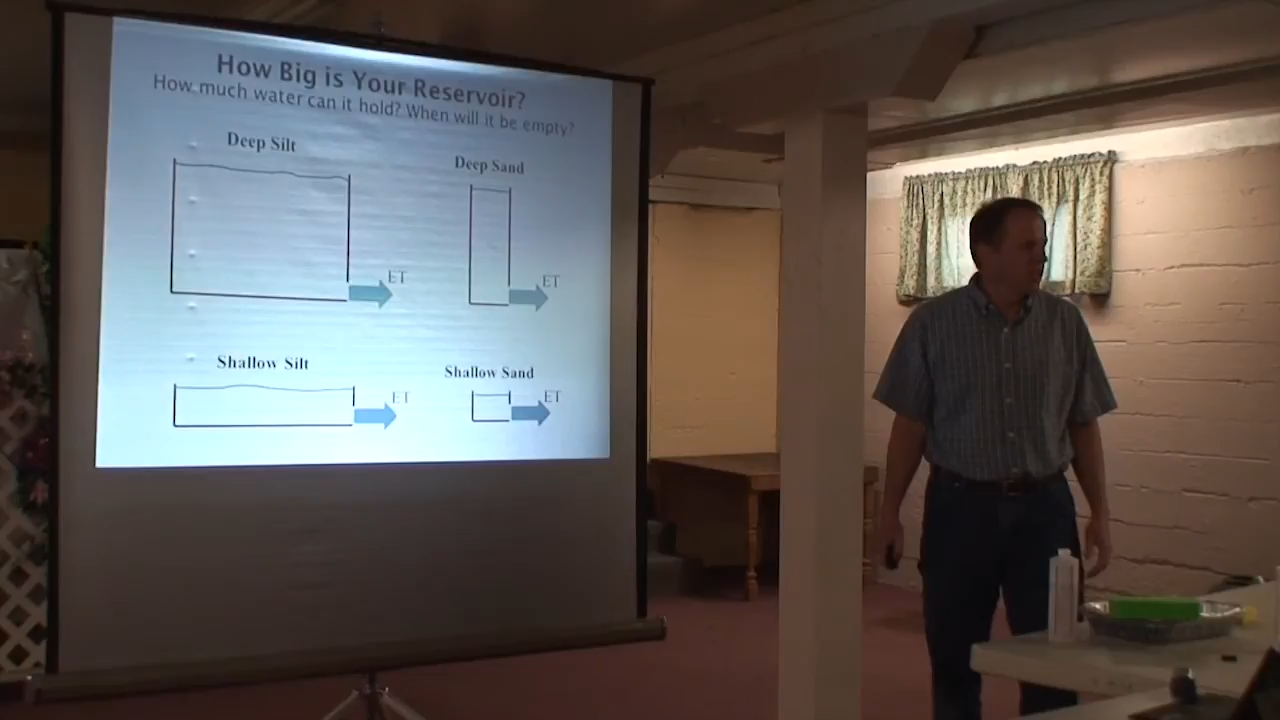 How Big is Your Reservoir?
How much water can it hold? When will it be empty?
Deep Silt
Deep Sand
ET
ET
Shallow Silt
Shallow Sand
ET
ET